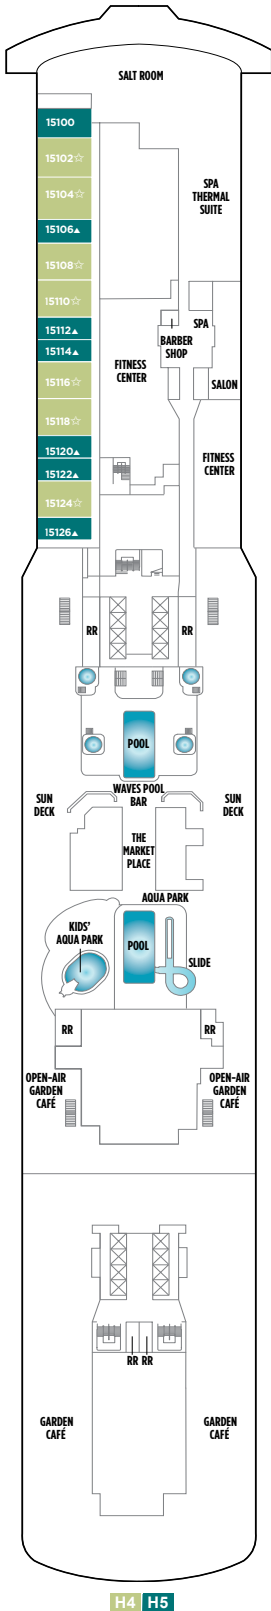 SALT ROOM
15100
15102☆
15104☆
SPA
THERMAL
SUITE
15106▲
15108☆
15110☆
15112▲
SPA
BARBER
SHOP
15114▲
FITNESS
CENTER
15116☆
SALON
15118☆
15120▲
FITNESS
CENTER
15122▲
15124☆
15126▲
RR
RR
POOL
WAVES POOL
BAR
SUN
DECK
SUN
DECK
THE
MARKET
PLACE
AQUA PARK
KIDS'
AQUA PARK
POOL
SLIDE
RR
RR
OPEN-AIR
GARDEN
CAFÉ
OPEN-AIR
GARDEN
CAFÉ
RR RR
GARDEN
CAFÉ
GARDEN
CAFÉ
H4 H5